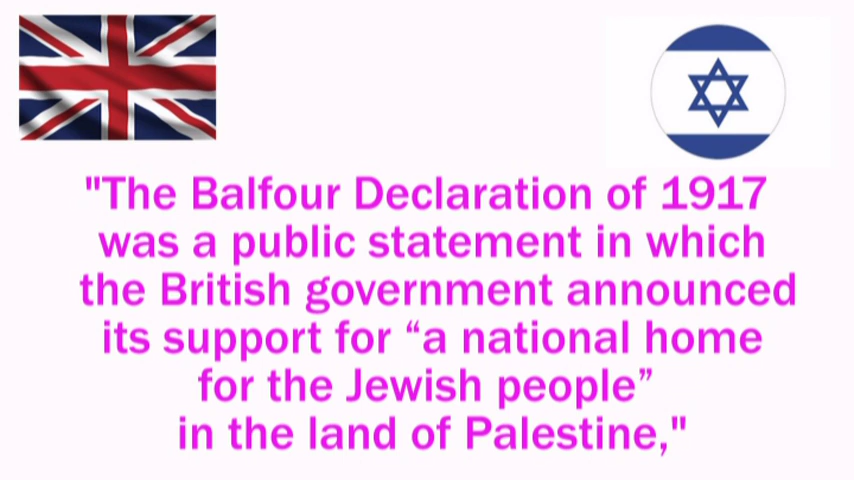 "The Balfour Declaration of 1917
was a public statement in which
the British government announced
its support for “a national home
for the Jewish people”
in the land of Palestine,"